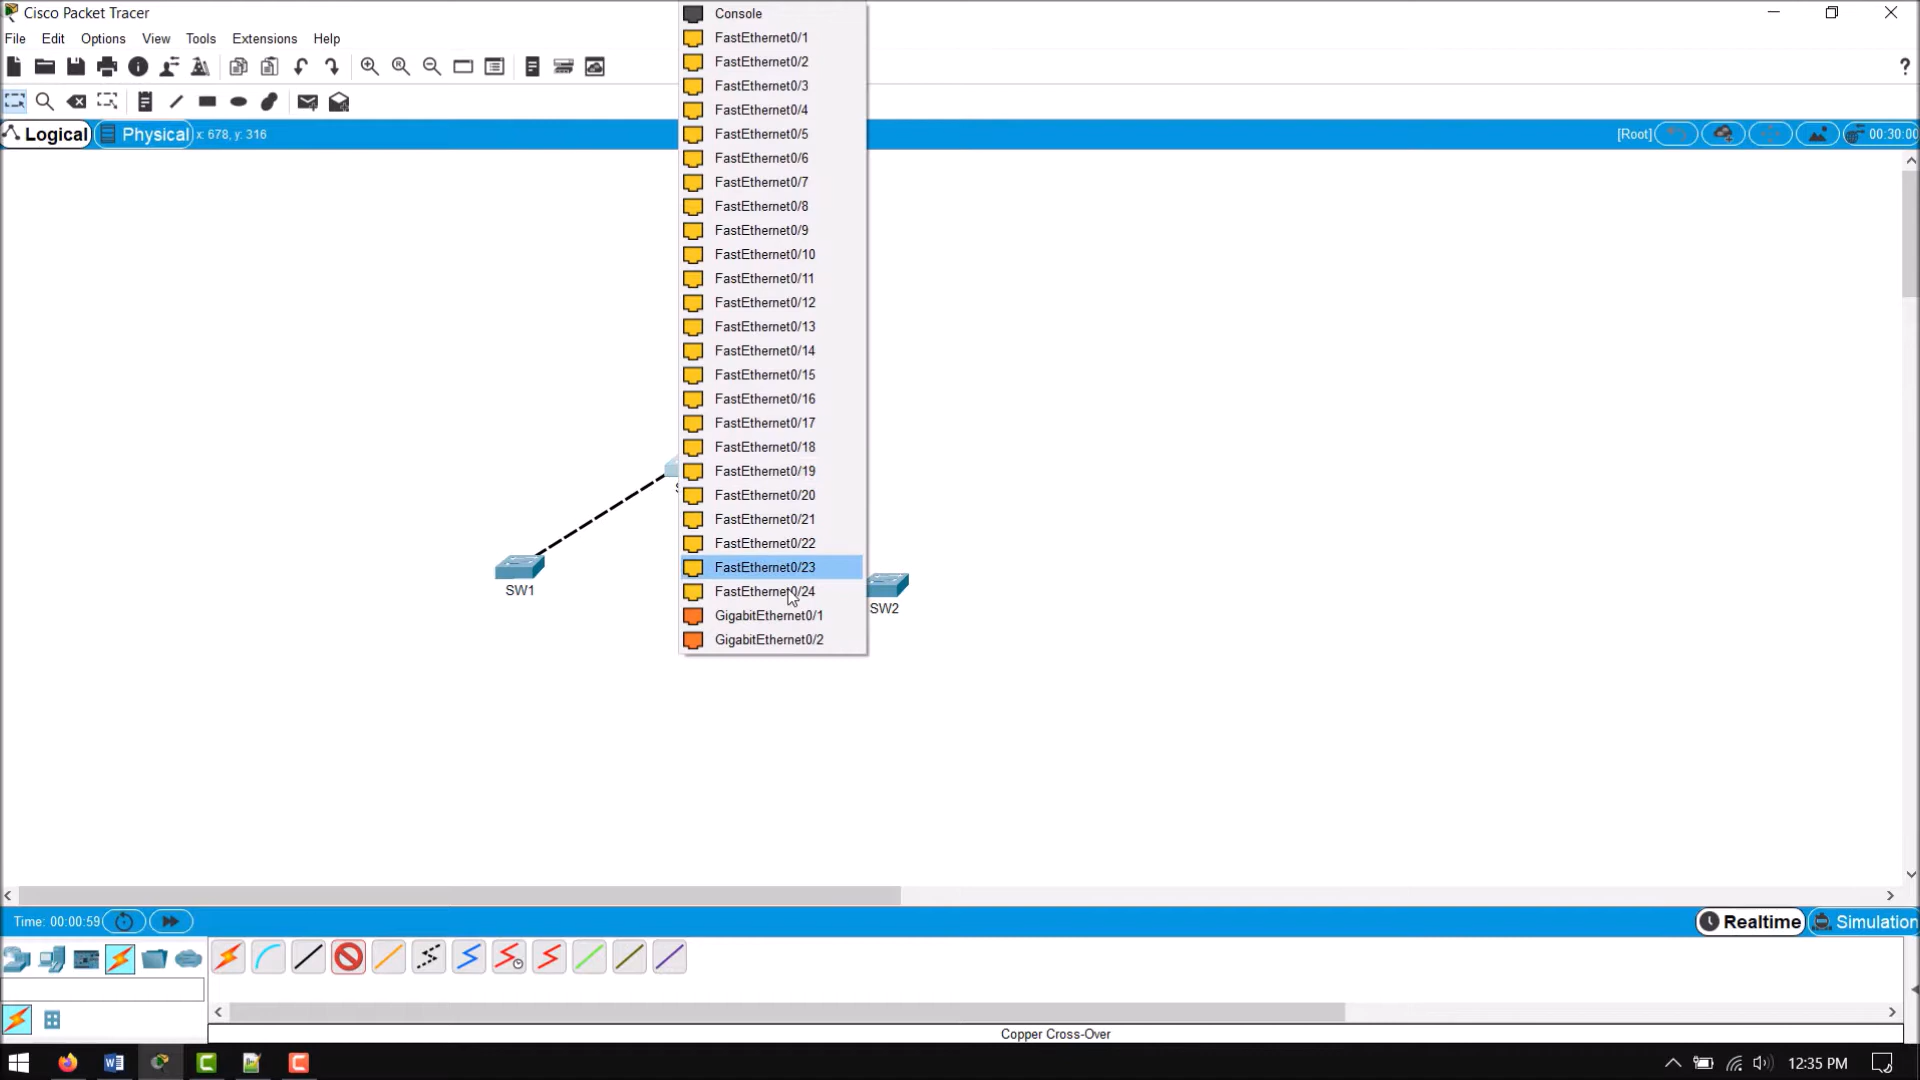 Cisco Packet Tracer
File Edit Options View Tools Extensions Help
?
Logical Physical x: 678, y: 316 [Root] 00:30:00
Console
FastEthernet0/1
FastEthernet0/2
FastEthernet0/3
FastEthernet0/4
FastEthernet0/5
FastEthernet0/6
FastEthernet0/7
FastEthernet0/8
FastEthernet0/9
FastEthernet0/10
FastEthernet0/11
FastEthernet0/12
FastEthernet0/13
FastEthernet0/14
FastEthernet0/15
FastEthernet0/16
FastEthernet0/17
FastEthernet0/18
FastEthernet0/19
FastEthernet0/20
FastEthernet0/21
FastEthernet0/22
FastEthernet0/23
FastEthernet0/24
GigabitEthernet0/1
GigabitEthernet0/2
SW1
SW2
Time: 00:00:59
Realtime Simulation
Copper Cross-Over
12:35 PM